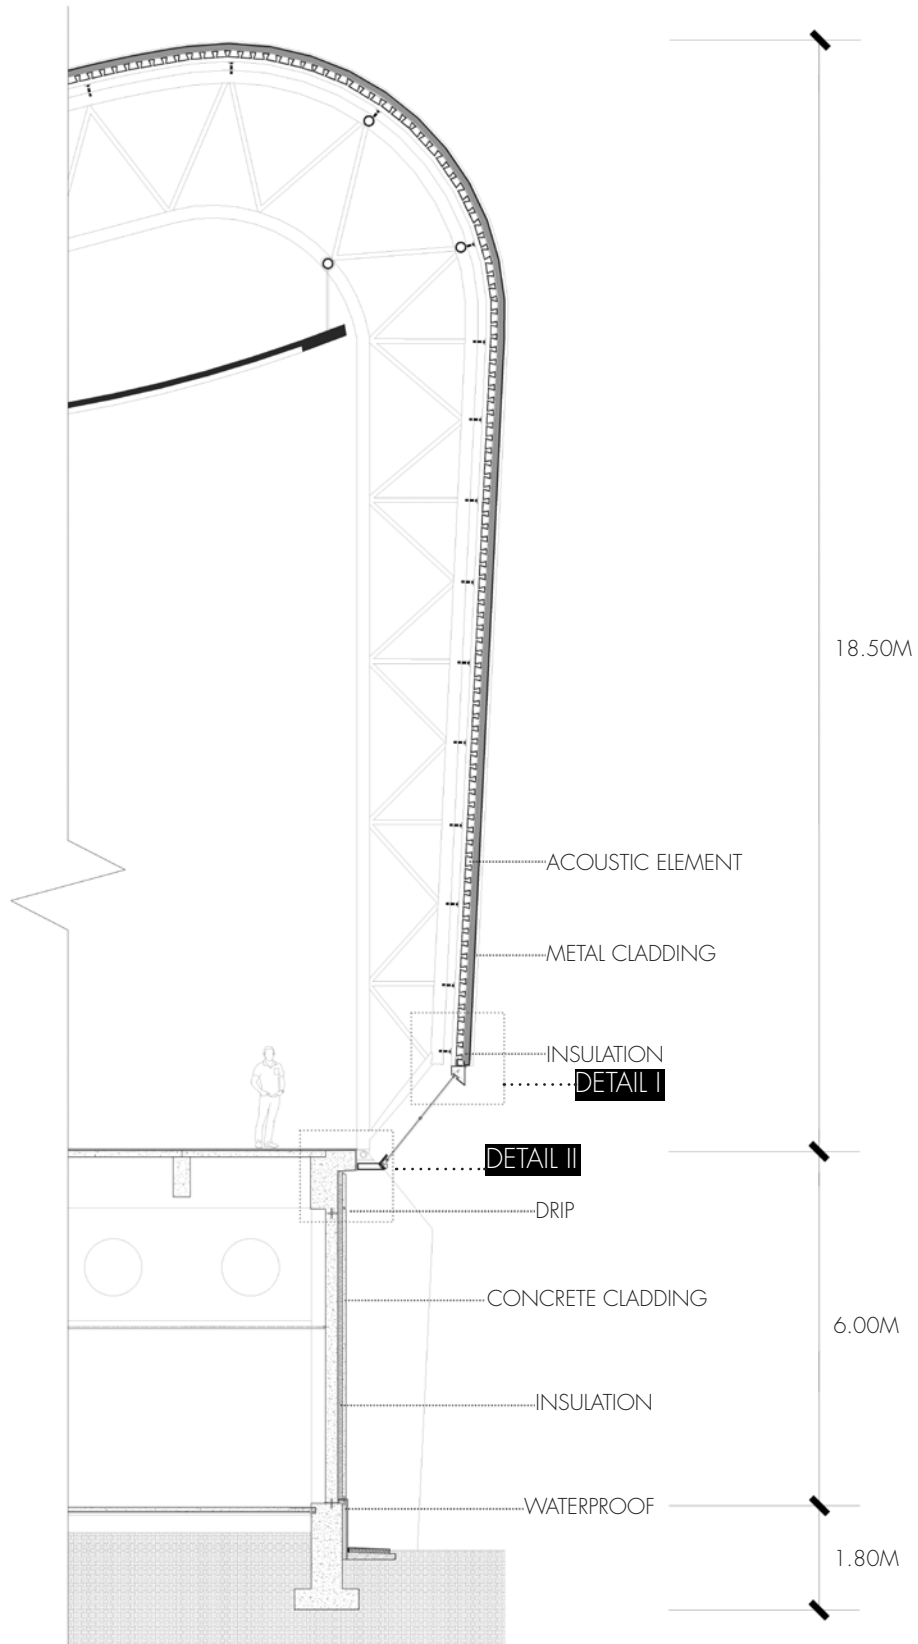 18.50M
ACOUSTIC ELEMENT
METAL CLADDING
INSULATION
DETAIL I
DETAIL II
DRIP
CONCRETE CLADDING
6.00M
INSULATION
WATERPROOF
1.80M